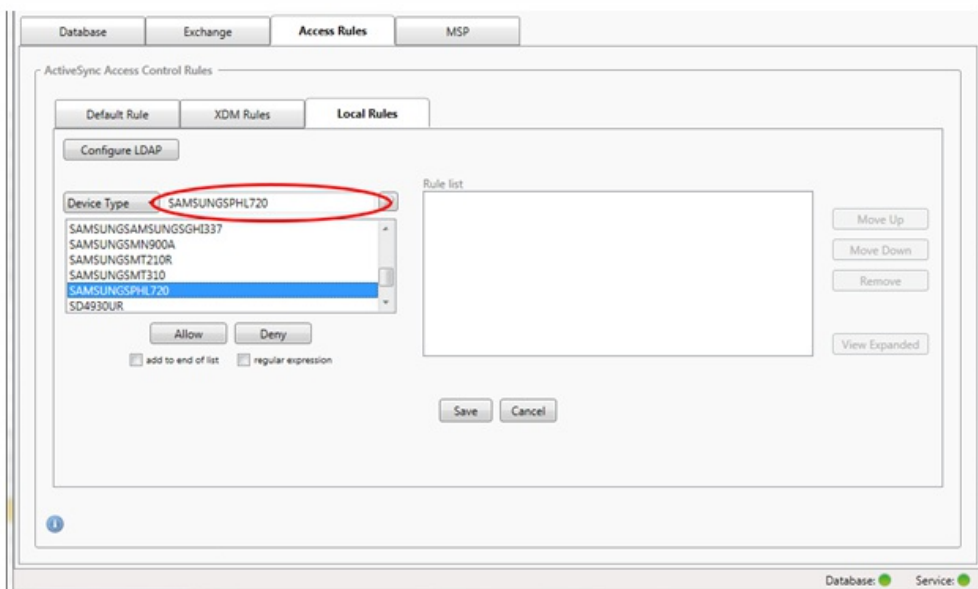 Database Exchange Access Rules MSP
ActiveSync Access Control Rules
Default Rule XDM Rules Local Rules
Configure LDAP
Rule list
Device Type SAMSUNGSPHL720
SAMSUNGSAMSUNGSGHI337
SAMSUNGSMN900A
SAMSUNGSMT210R
SAMSUNGSMT310
SAMSUNGSPHL720
SD4930UR
Move Up
Move Down
Remove
Allow Deny
View Expanded
add to end of list regular expression
Save Cancel
Database: Service: